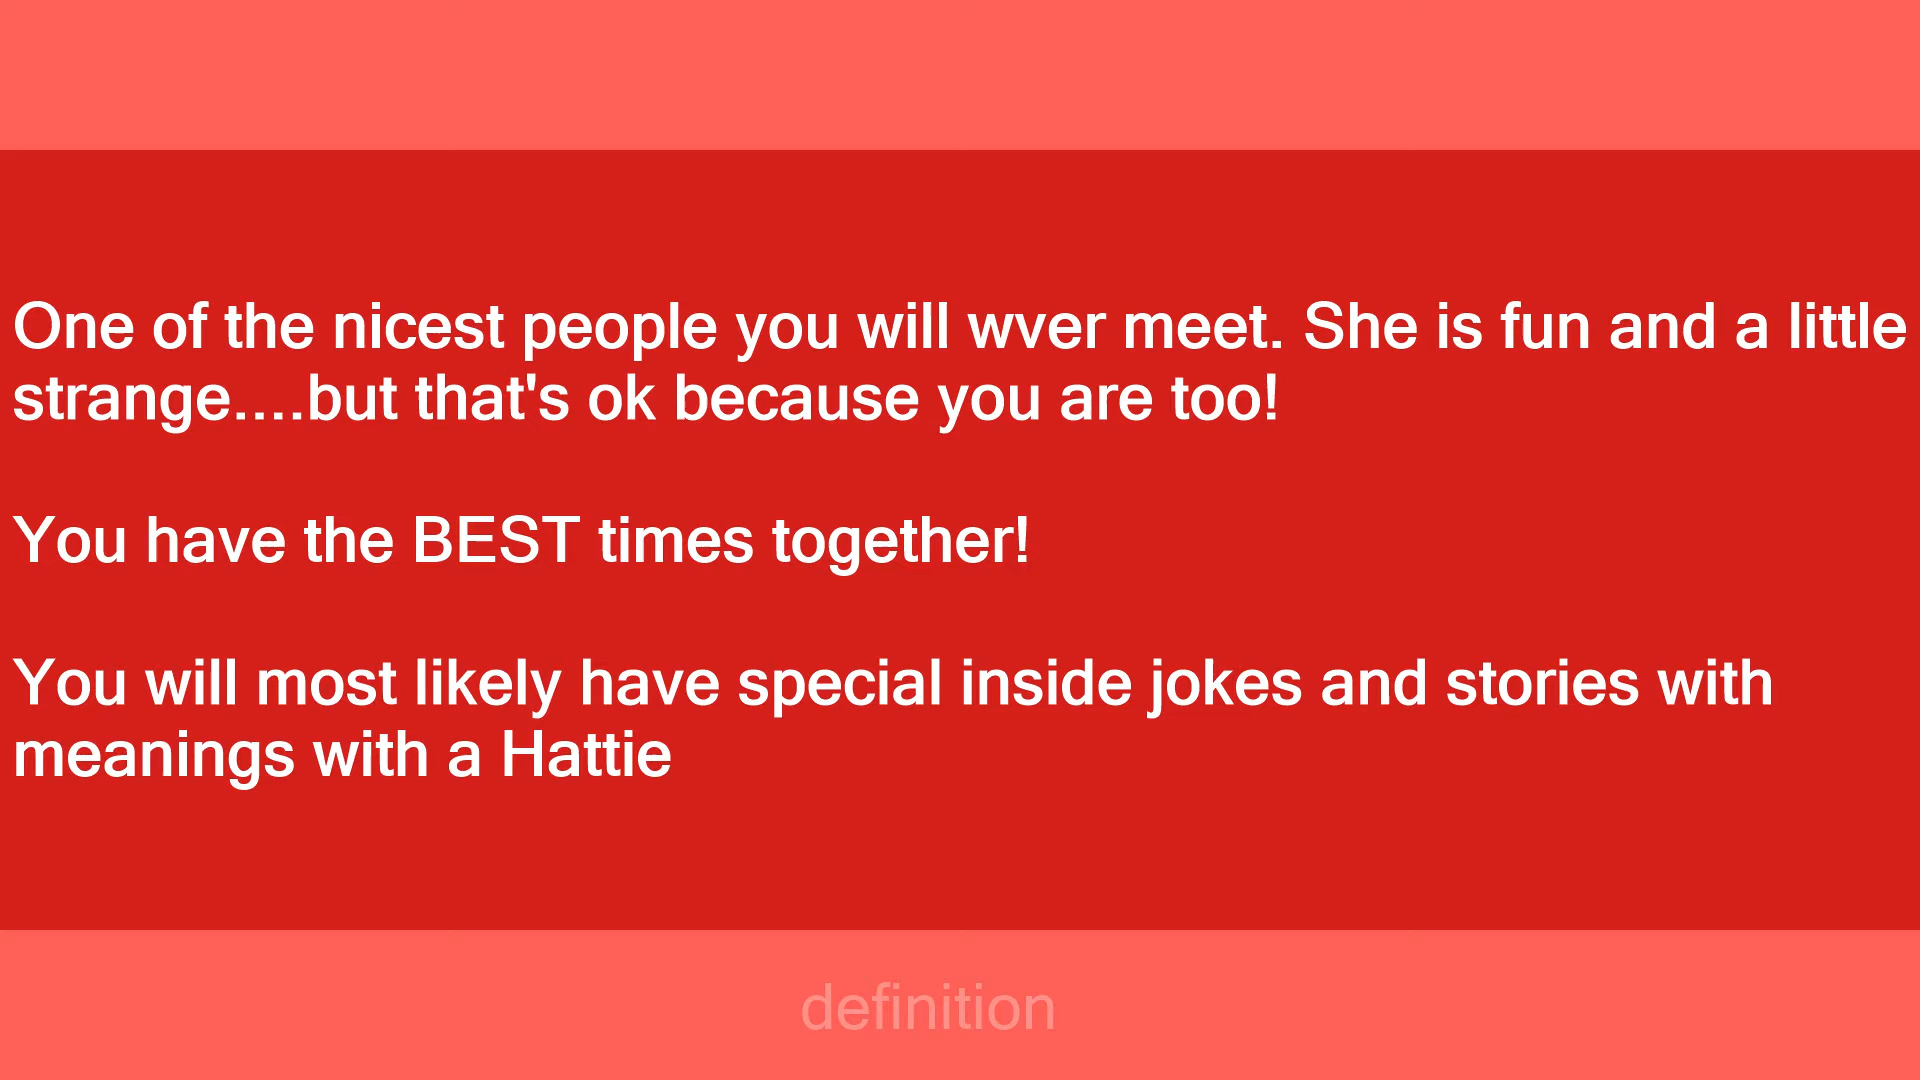 One of the nicest people you will wver meet. She is fun and a little
strange....but that's ok because you are too!
You have the BEST times together!
You will most likely have special inside jokes and stories with
meanings with a Hattie
definition